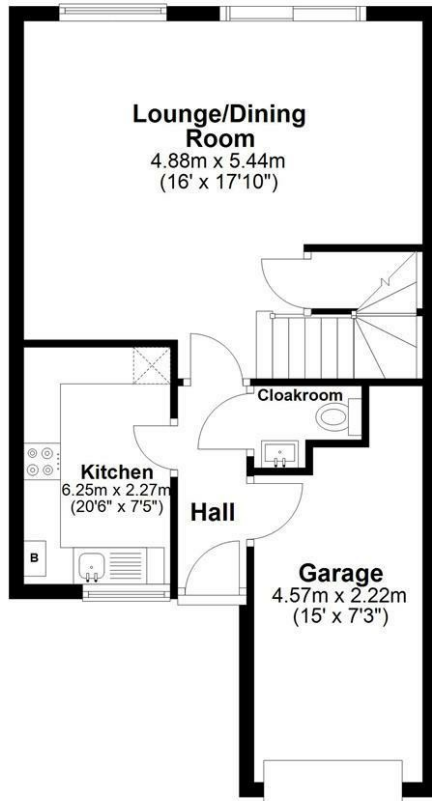 Lounge/Dining
Room
4.88m x 5.44m
(16' x 17'10")
Cloakroom
Kitchen
6.25m x 2.27m
(20'6" x 7'5")
B
Hall
Garage
4.57m x 2.22m
(15' x 7'3")